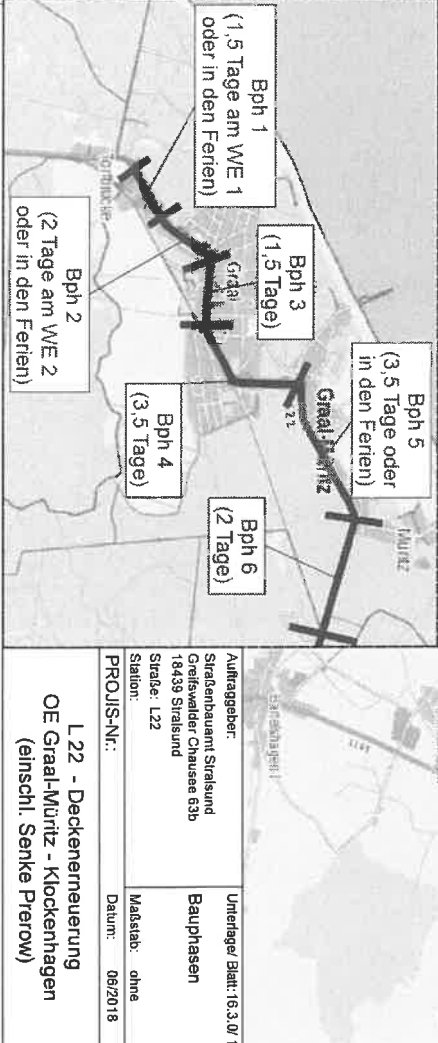 Bph 1
(1,5 Tage am WE 1
oder in den Ferien)
Bph 3
(1,5 Tage)
Bph 5
(3,5 Tage oder
in den Ferien)
Bph 2
(2 Tage am WE 2
oder in den Ferien)
Bph 4
(3,5 Tage)
Bph 6
(2 Tage)
Torfbrücke
Graal
Graal-Müritz
22
Müritz
Auftraggeber:
Straßenbauamt Stralsund
Greifswalder Chaussee 63b
18439 Stralsund
Straße: L22
Station:
PROJIS-Nr.:
Unterlage/ Blatt:16.3.0/ 1
Bauphasen
Maßstab: ohne
Datum: 06/2018
L 22 - Deckenerneuerung
OE Graal-Müritz - Klockenhagen
(einschl. Senke Prerow)